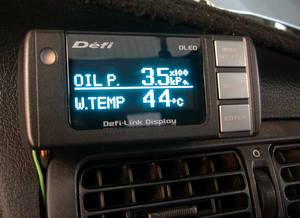 Defi OLED
OIL P. 3.5 x100 kPa
W.TEMP 44°C
Defi-Link Display